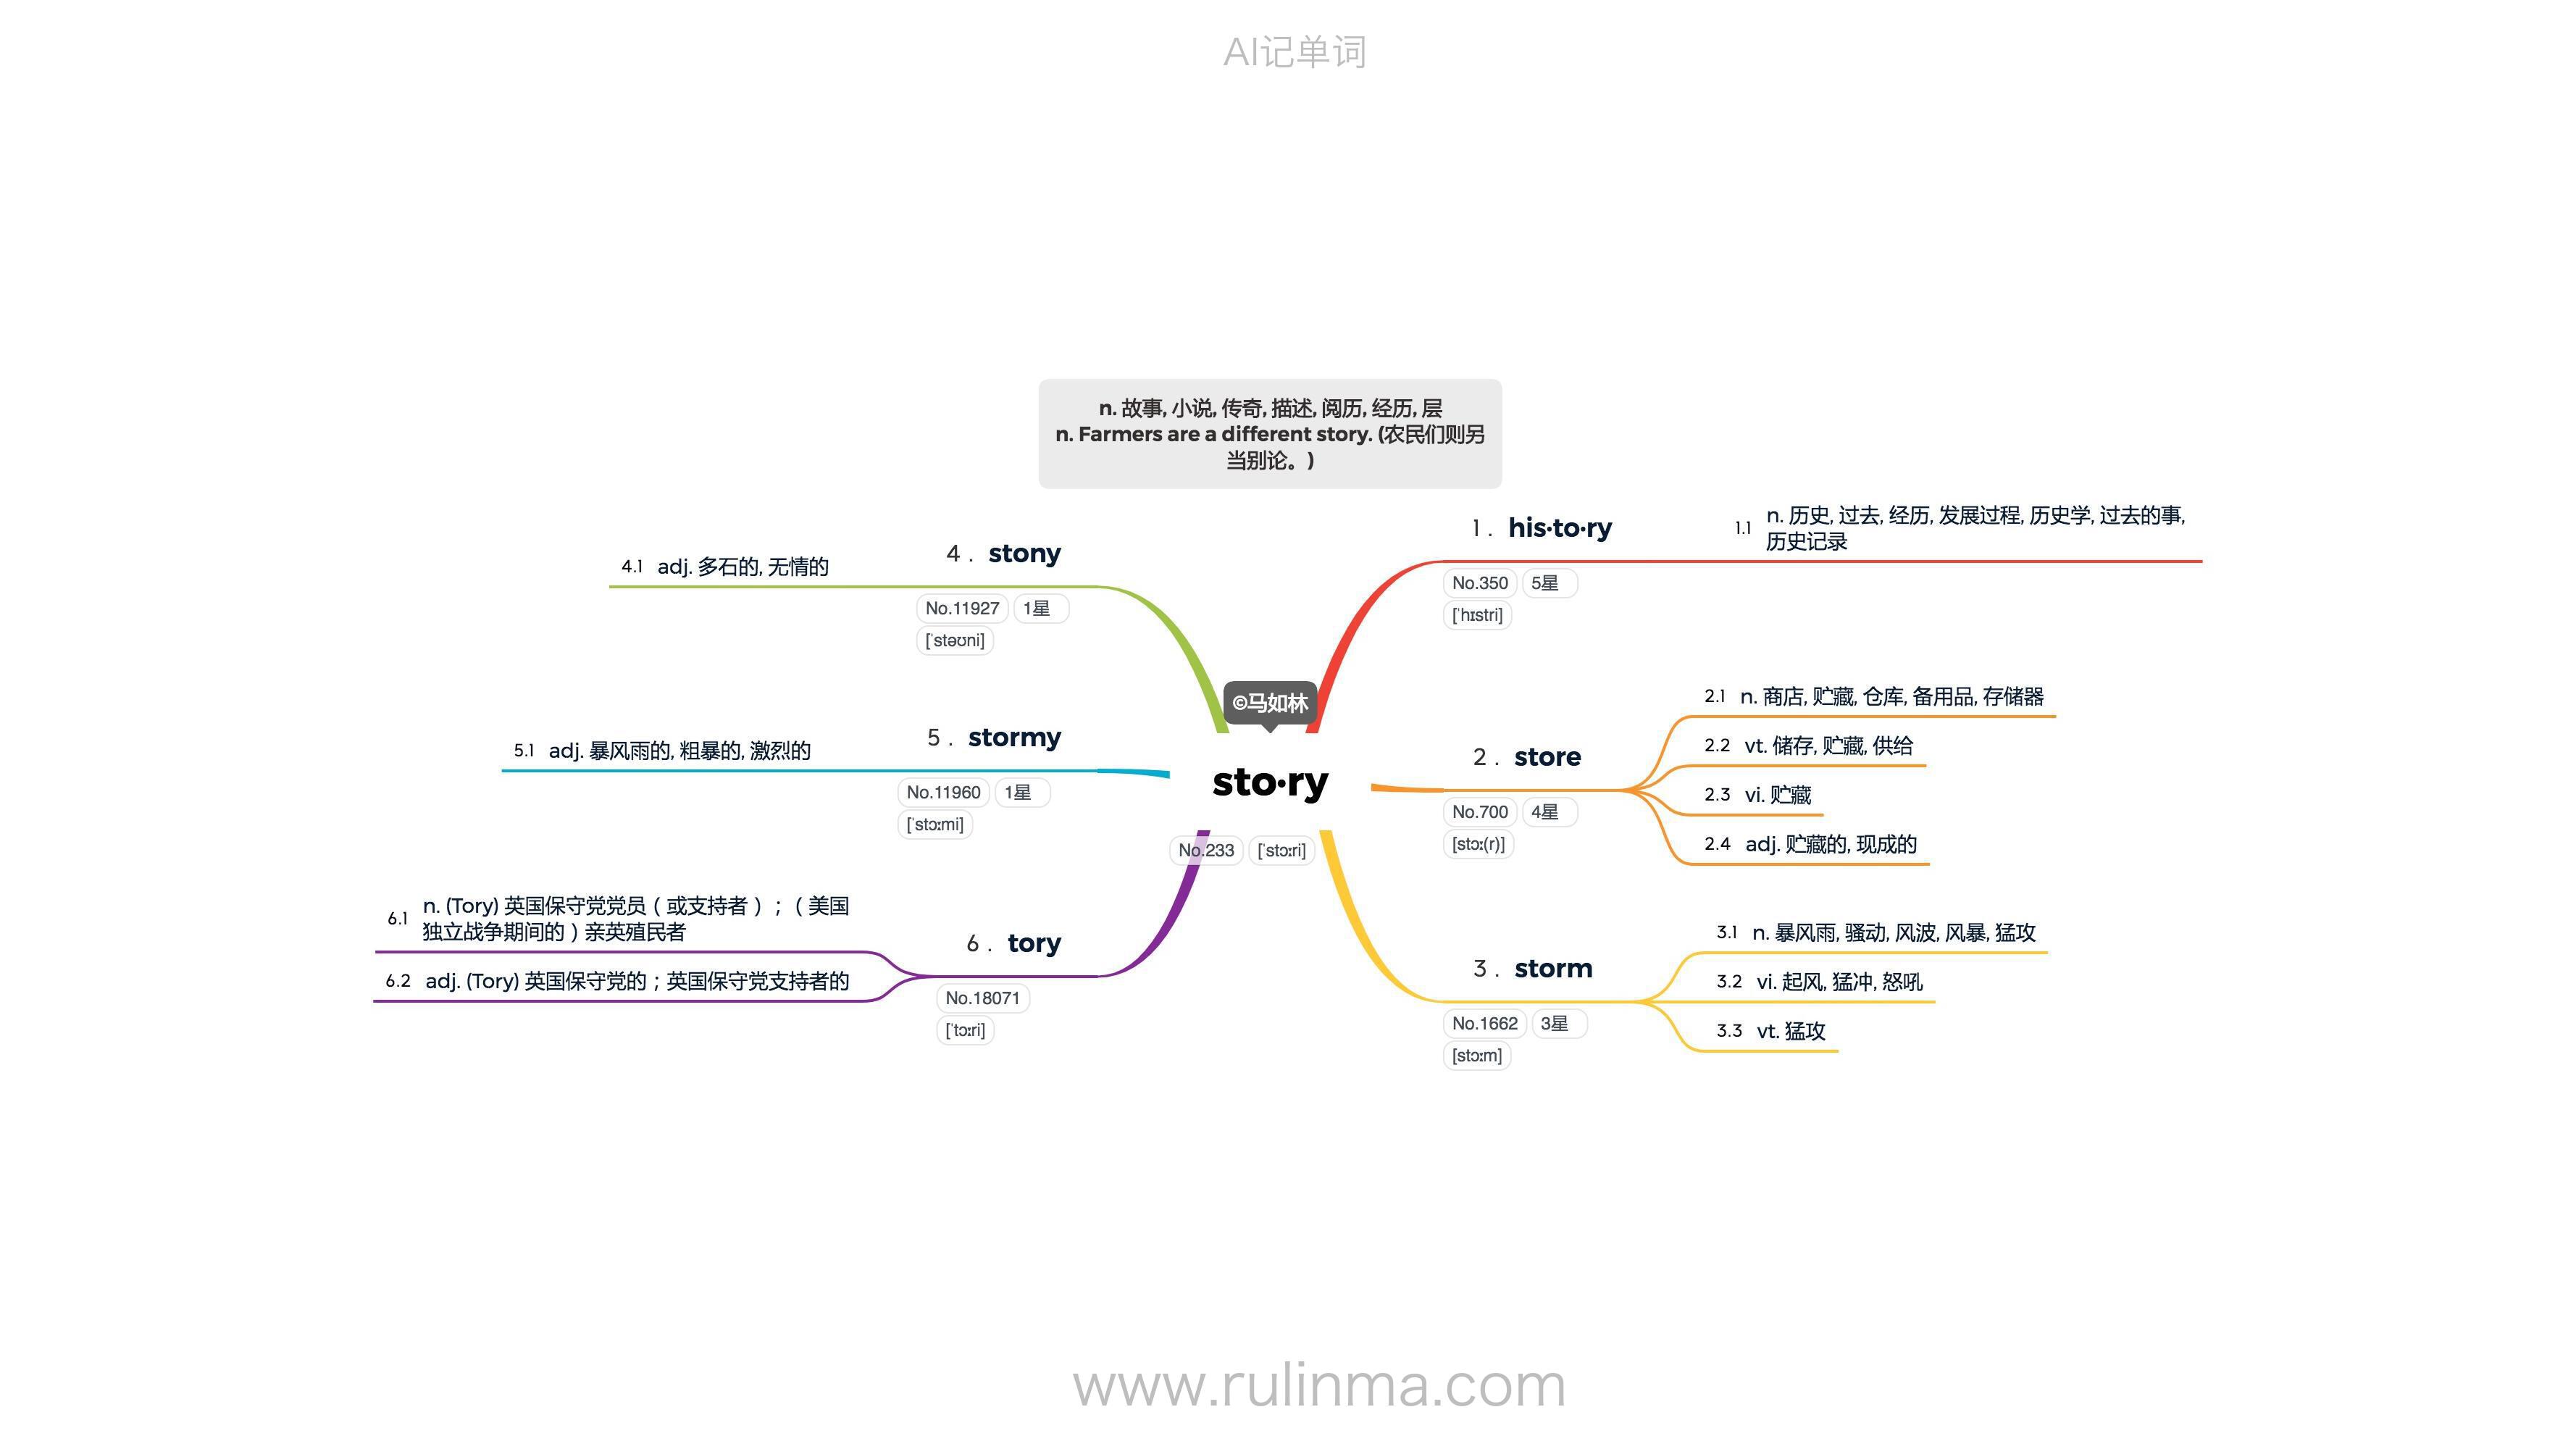 AI记单词
n. 故事, 小说, 传奇, 描述, 阅历, 经历, 层
n. Farmers are a different story. (农民们则另
当别论。)
©马如林
sto·ry
No.233 [ˈstɔːri]
1. his·to·ry
No.350 5星
[ˈhɪstri]
1.1 n. 历史, 过去, 经历, 发展过程, 历史学, 过去的事,
历史记录
2. store
No.700 4星
[stɔː(r)]
2.1 n. 商店, 贮藏, 仓库, 备用品, 存储器
2.2 vt. 储存, 贮藏, 供给
2.3 vi. 贮藏
2.4 adj. 贮藏的, 现成的
3. storm
No.1662 3星
[stɔːm]
3.1 n. 暴风雨, 骚动, 风波, 风暴, 猛攻
3.2 vi. 起风, 猛冲, 怒吼
3.3 vt. 猛攻
4. stony
No.11927 1星
[ˈstəʊni]
4.1 adj. 多石的, 无情的
5. stormy
No.11960 1星
[ˈstɔːmi]
5.1 adj. 暴风雨的, 粗暴的, 激烈的
6. tory
No.18071
[ˈtɔːri]
6.1 n. (Tory) 英国保守党党员（或支持者）；（美国
独立战争期间的）亲英殖民者
6.2 adj. (Tory) 英国保守党的；英国保守党支持者的
www.rulinma.com